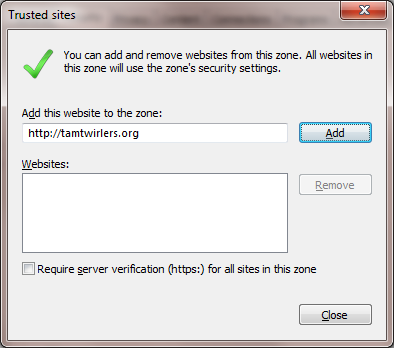 Trusted sites
You can add and remove websites from this zone. All websites in
this zone will use the zone's security settings.
Add this website to the zone:
http://tamtwirlers.org
Add
Websites:
Remove
Require server verification (https:) for all sites in this zone
Close